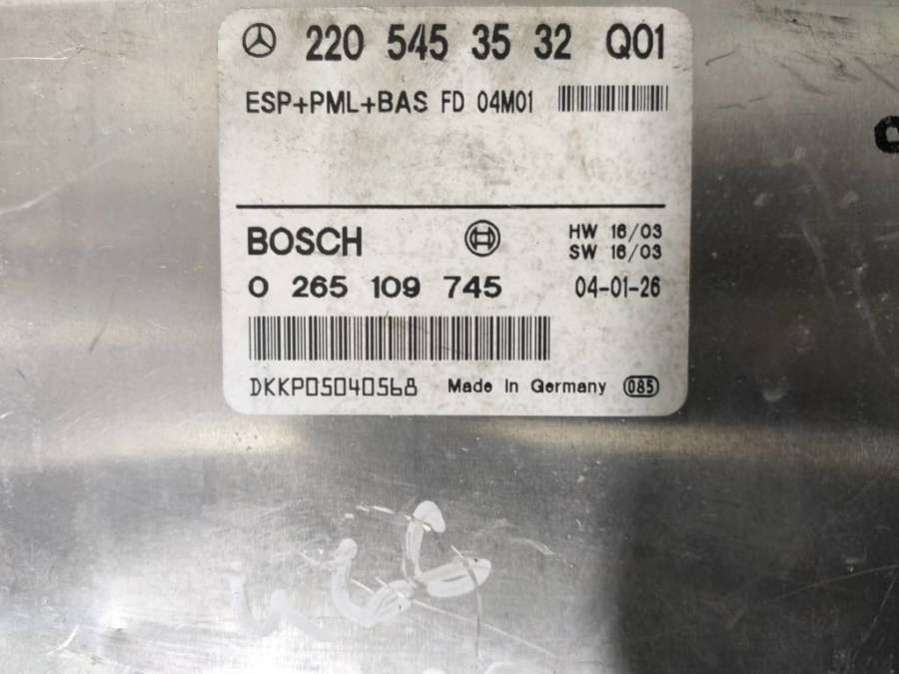 220 545 35 32 Q01
ESP+PML+BAS FD 04M01
BOSCH
HW 16/03
SW 16/03
0 265 109 745 04-01-26
DKKP05040568 Made in Germany 085